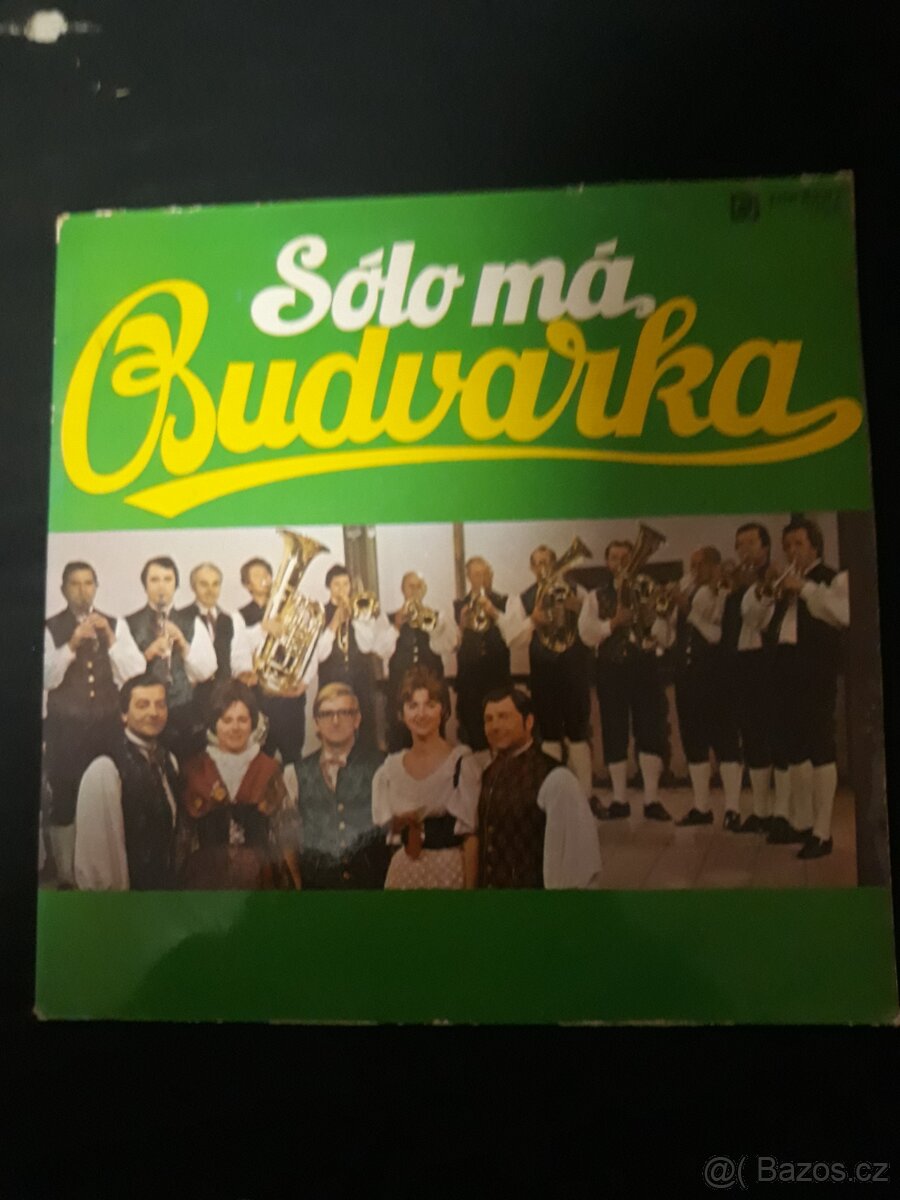 Sólo má
Budvarka
@( Bazos.cz